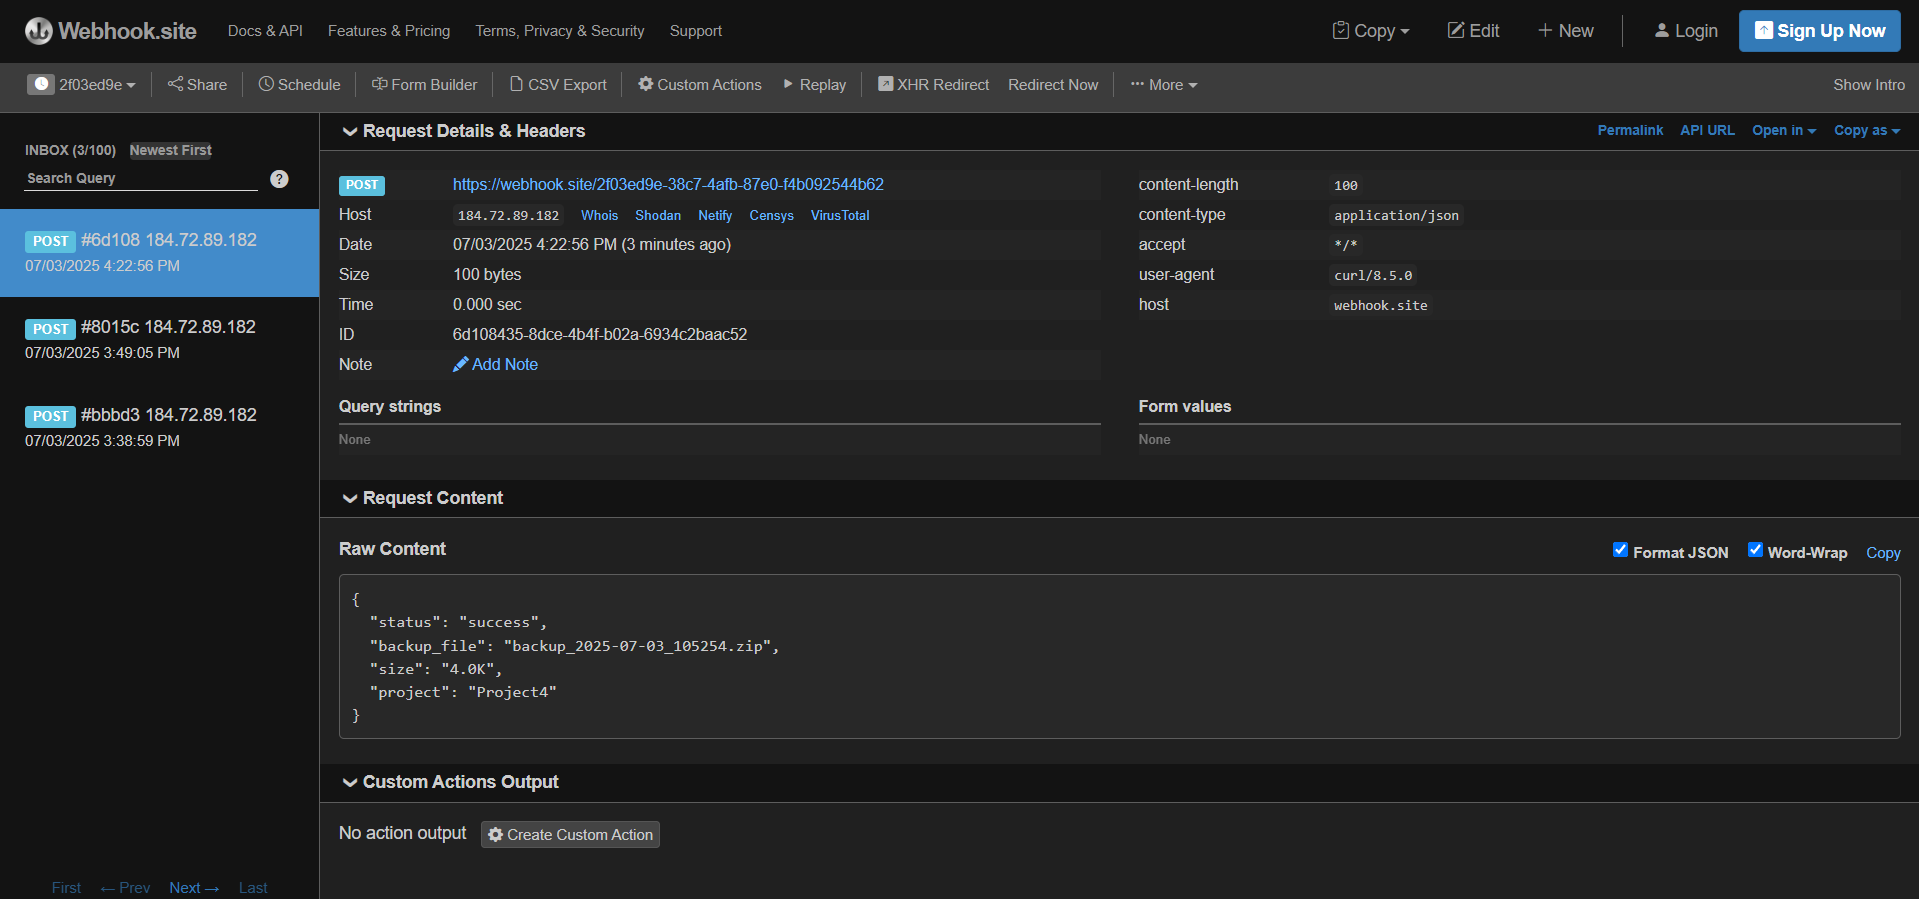 Webhook.site Docs & API Features & Pricing Terms, Privacy & Security Support Copy Edit + New Login Sign Up Now
2f03ed9e Share Schedule Form Builder CSV Export Custom Actions Replay XHR Redirect Redirect Now ··· More Show Intro
INBOX (3/100) Newest First
Search Query ?
POST #6d108 184.72.89.182
07/03/2025 4:22:56 PM
POST #8015c 184.72.89.182
07/03/2025 3:49:05 PM
POST #bbbd3 184.72.89.182
07/03/2025 3:38:59 PM
First ← Prev Next → Last
Request Details & Headers Permalink API URL Open in Copy as
POST https://webhook.site/2f03ed9e-38c7-4afb-87e0-f4b092544b62
Host 184.72.89.182 Whois Shodan Netify Censys VirusTotal
Date 07/03/2025 4:22:56 PM (3 minutes ago)
Size 100 bytes
Time 0.000 sec
ID 6d108435-8dce-4b4f-b02a-6934c2baac52
Note Add Note
content-length 100
content-type application/json
accept */*
user-agent curl/8.5.0
host webhook.site
Query strings
None
Form values
None
Request Content
Raw Content Format JSON Word-Wrap Copy
{
"status": "success",
"backup_file": "backup_2025-07-03_105254.zip",
"size": "4.0K",
"project": "Project4"
}
Custom Actions Output
No action output Create Custom Action